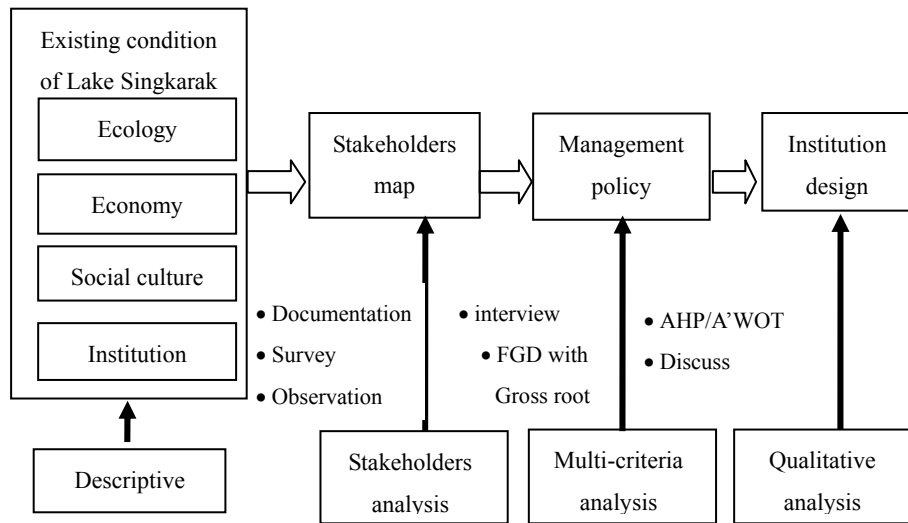 Existing condition
of Lake Singkarak
Ecology
Economy
Social culture
Institution
Descriptive
Stakeholders
map
Management
policy
Institution
design
• Documentation
• Survey
• Observation
• interview
• FGD with
Gross root
• AHP/A’WOT
• Discuss
Stakeholders
analysis
Multi-criteria
analysis
Qualitative
analysis